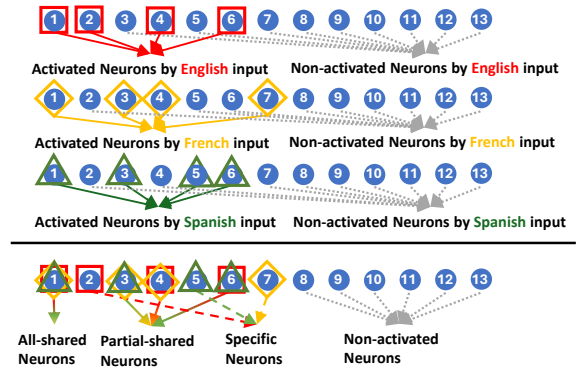 1 2 3 4 5 6 7 8 9 10 11 12 13
Activated Neurons by English input Non-activated Neurons by English input
1 2 3 4 5 6 7 8 9 10 11 12 13
Activated Neurons by French input Non-activated Neurons by French input
1 2 3 4 5 6 7 8 9 10 11 12 13
Activated Neurons by Spanish input Non-activated Neurons by Spanish input
1 2 3 4 5 6 7 8 9 10 11 12 13
All-shared Partial-shared Specific Non-activated
Neurons Neurons Neurons Neurons